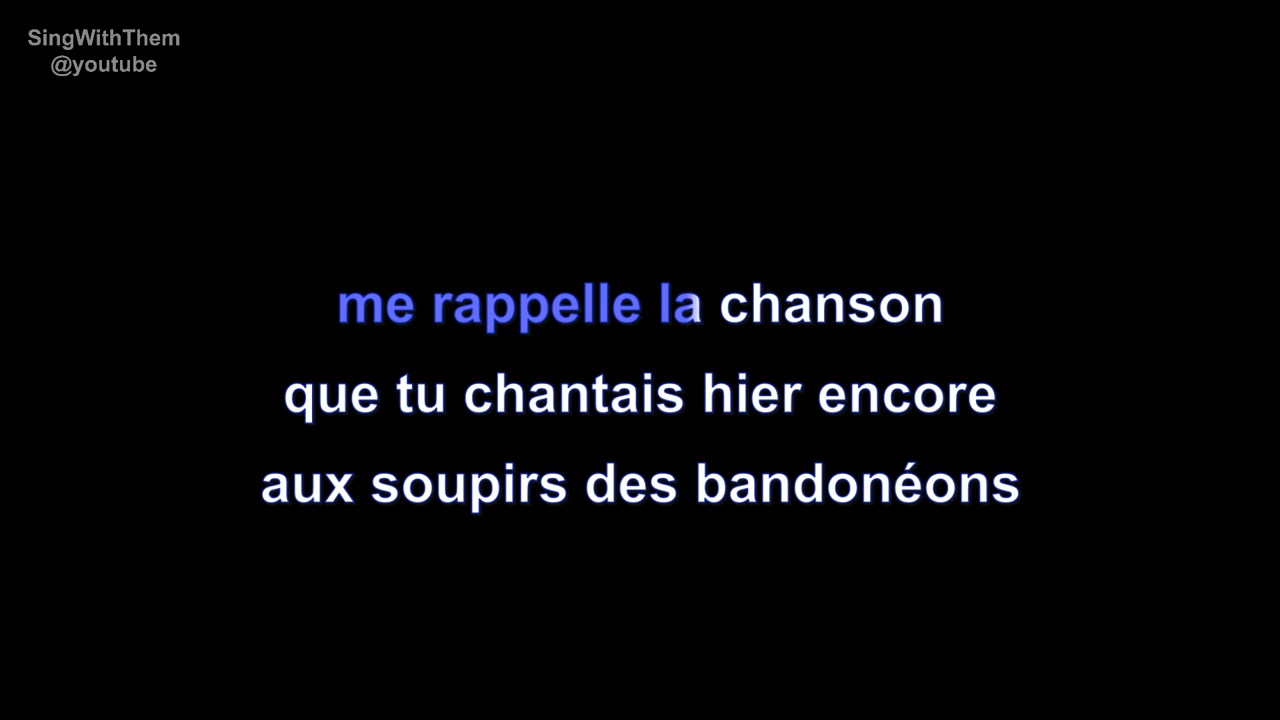 SingWithThem
@youtube
me rappelle la chanson
que tu chantais hier encore
aux soupirs des bandonéons